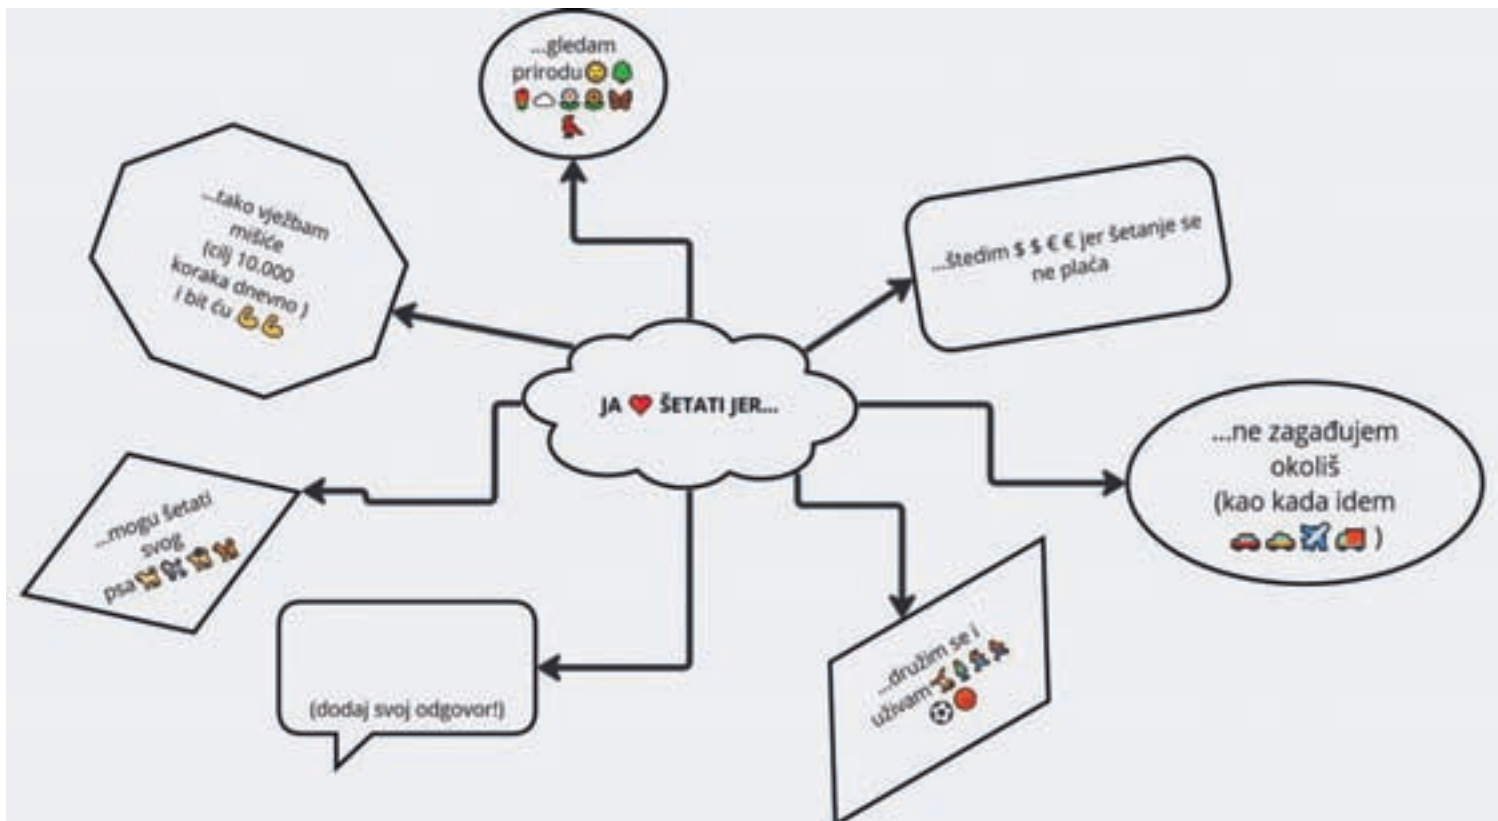 ...gledam
prirodu🌞🌳
🌷☁️🌼🌻🦋
🐦
...tako vježbam
mišiće
(cilj 10.000
koraka dnevno )
i bit ću 💪💪
...štedim $ $ € € jer šetanje se
ne plaća
JA ❤️ ŠETATI JER...
...ne zagađujem
okoliš
(kao kada idem
🚗🚕✈️🚚 )
...mogu šetati
svog
psa🐕🐩🐕🐕
(dodaj svoj odgovor!)
...družim se i
uživam
⚽🔴